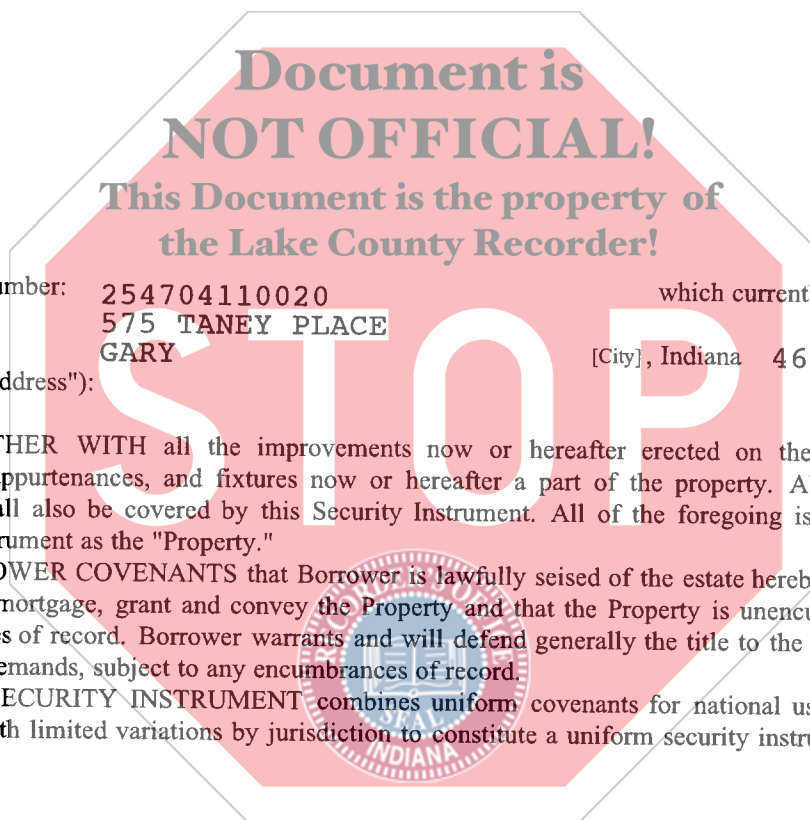 Document is
NOT OFFICIAL!
This Document is the property of
the Lake County Recorder!
umber: 254704110020 which current
575 TANEY PLACE
GARY [City], Indiana 46
ddress"):
THER WITH all the improvements now or hereafter erected on the
ppurtenances, and fixtures now or hereafter a part of the property. A
all also be covered by this Security Instrument. All of the foregoing is
rument as the "Property."
OWER COVENANTS that Borrower is lawfully seised of the estate hereb
mortgage, grant and convey the Property and that the Property is unencu
s of record. Borrower warrants and will defend generally the title to the
emands, subject to any encumbrances of record.
ECURITY INSTRUMENT combines uniform covenants for national us
th limited variations by jurisdiction to constitute a uniform security instru
STOP
SEAL
INDIANA